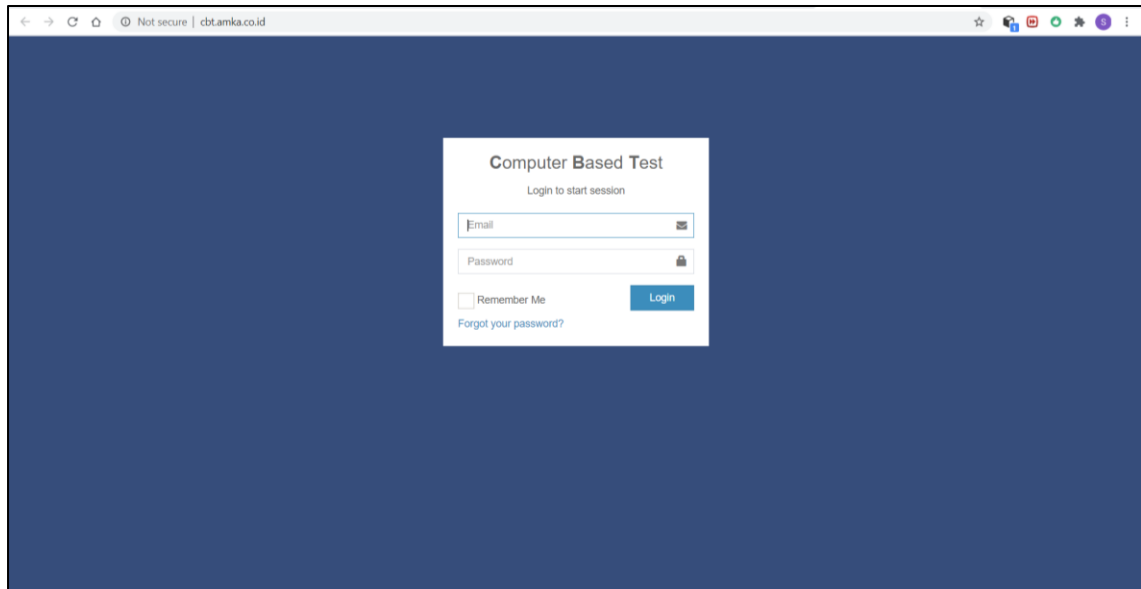 Not secure | cbt.amka.co.id
S
1
Computer Based Test
Login to start session
Email
Password
Remember Me
Login
Forgot your password?